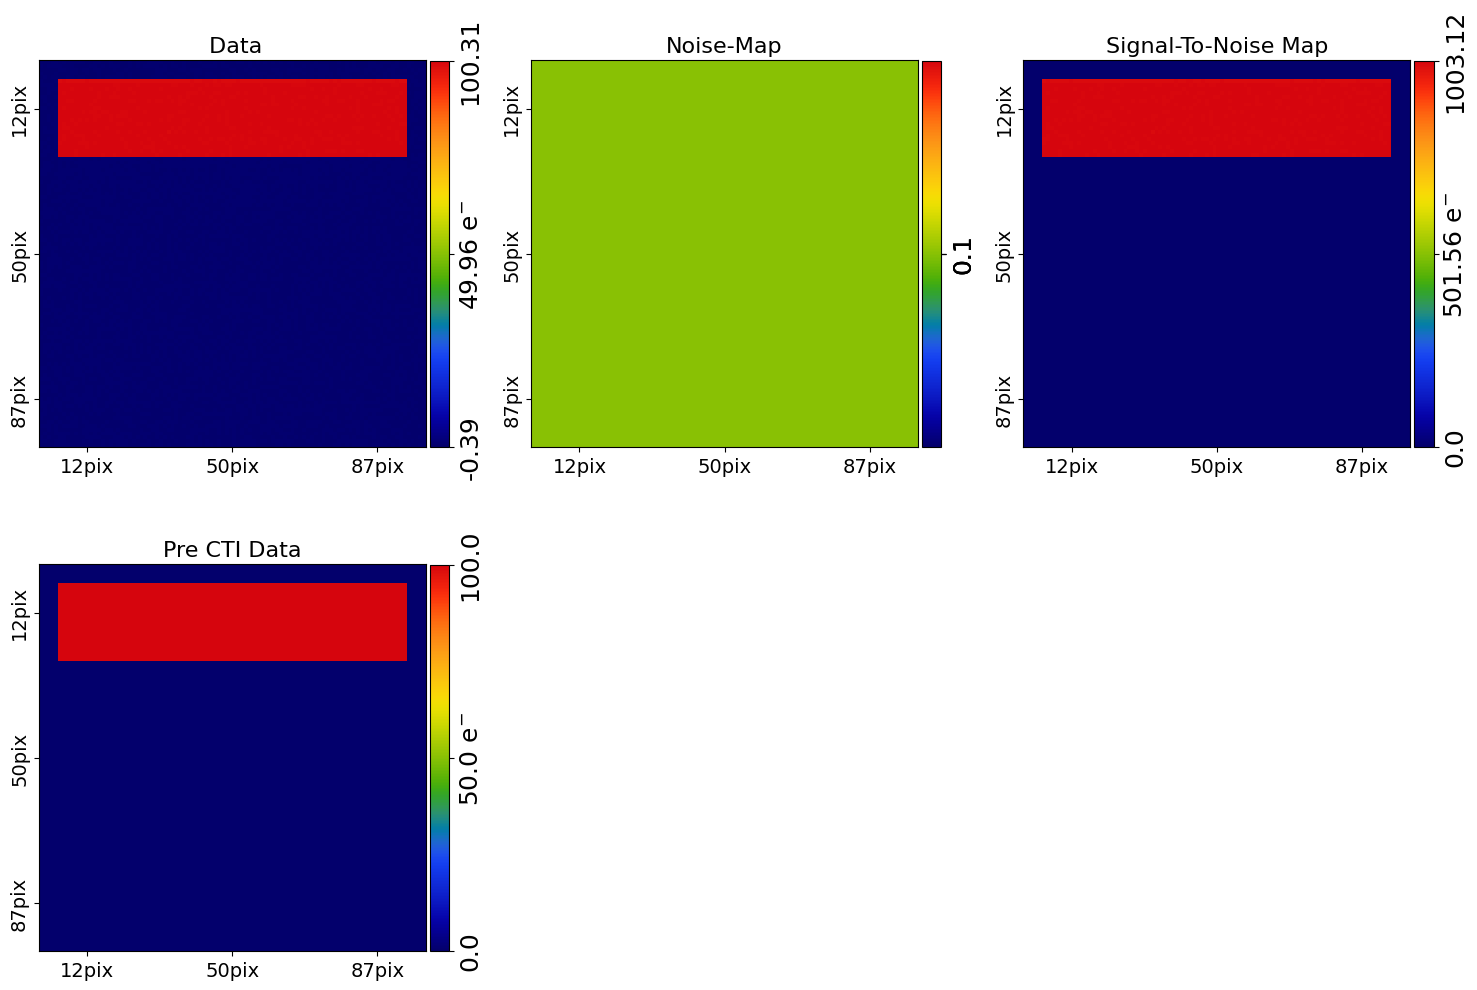 Data
12pix
50pix
87pix
12pix 50pix 87pix
100.31
49.96 e⁻
-0.39
Noise-Map
12pix
50pix
87pix
12pix 50pix 87pix
0.1
Signal-To-Noise Map
12pix
50pix
87pix
12pix 50pix 87pix
1003.12
501.56 e⁻
0.0
Pre CTI Data
12pix
50pix
87pix
12pix 50pix 87pix
100.0
50.0 e⁻
0.0